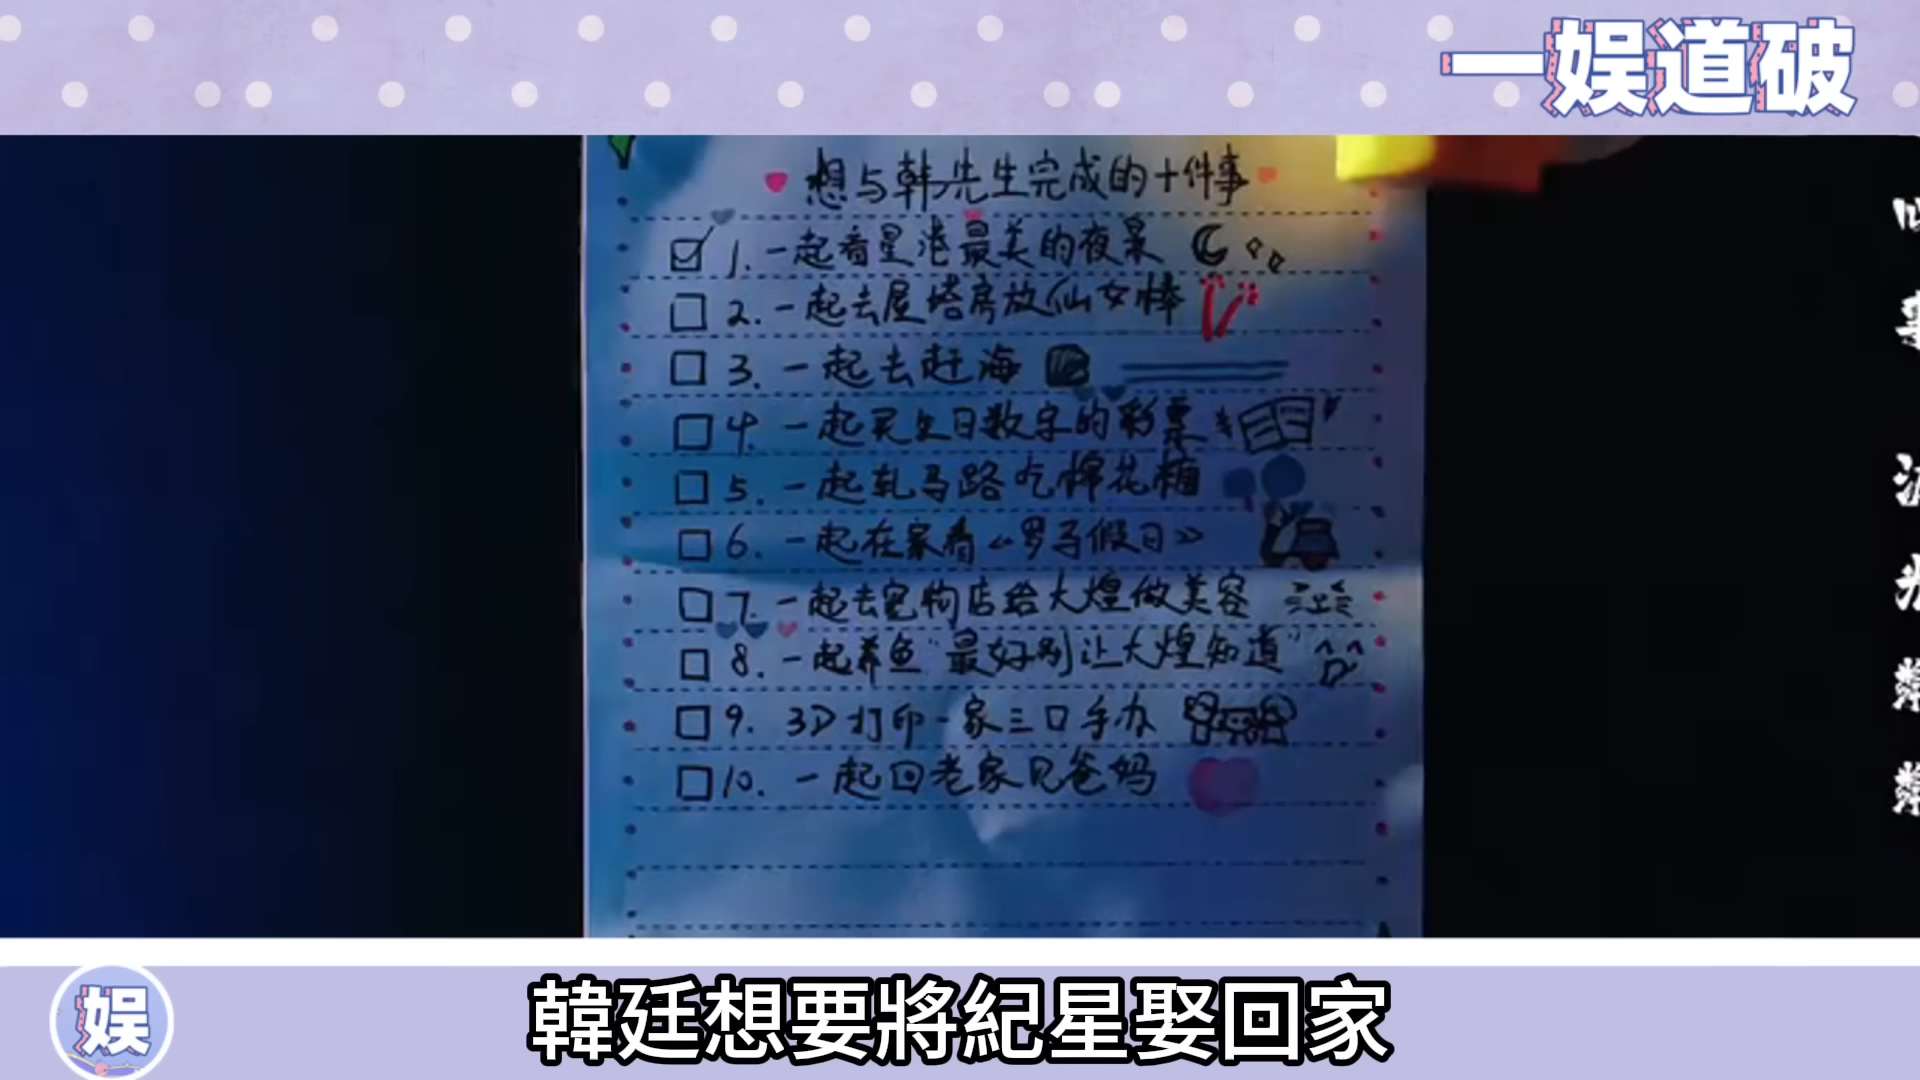 一娱道破
想与韩先生完成的十件事
1. 一起看星港最美的夜景
2. 一起去屋塔房放仙女棒
3. 一起去赶海
4. 一起买生日数字的彩票
5. 一起轧马路吃棉花糖
6. 一起在家看《罗马假日》
7. 一起去宠物店给大煌做美容
8. 一起养鱼“最好别让大煌知道”
9. 3D打印一家三口手办
10. 一起回老家见爸妈
娱
韓廷想要將紀星娶回家